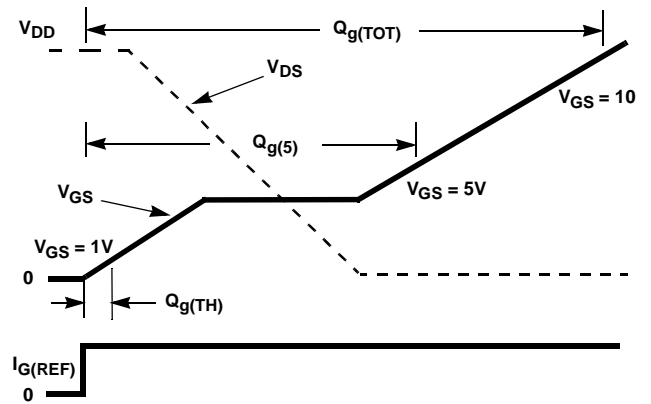 V_DD
Q_g(TOT)
V_DS
V_GS = 10
Q_g(5)
V_GS
V_GS = 5V
V_GS = 1V
0
Q_g(TH)
I_G(REF)
0